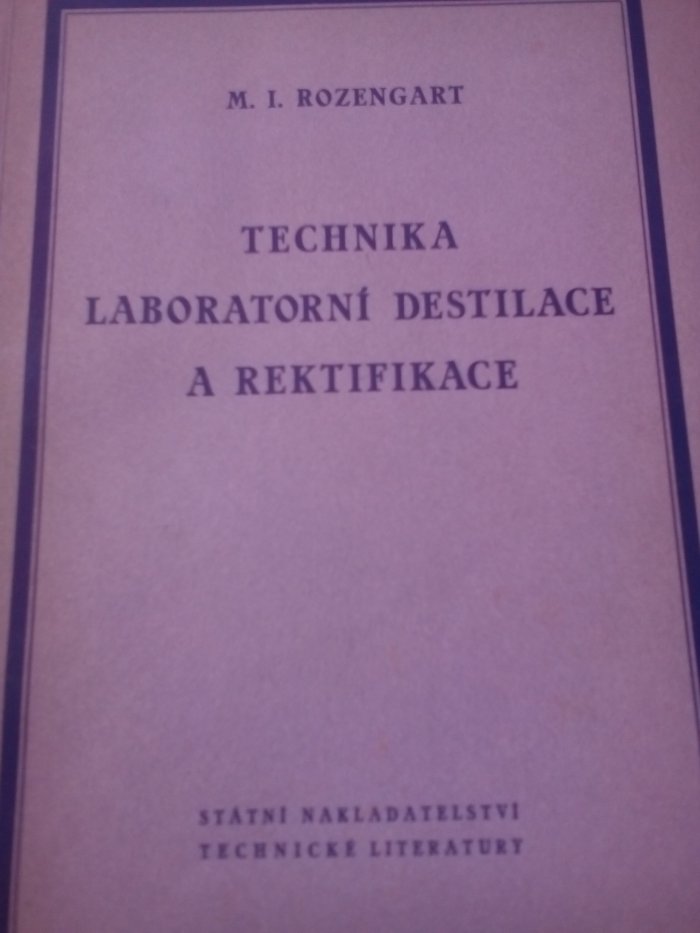 M. I. ROZENGART
TECHNIKA
LABORATORNÍ DESTILACE
A REKTIFIKACE
STÁTNÍ NAKLADATELSTVÍ
TECHNICKÉ LITERATURY